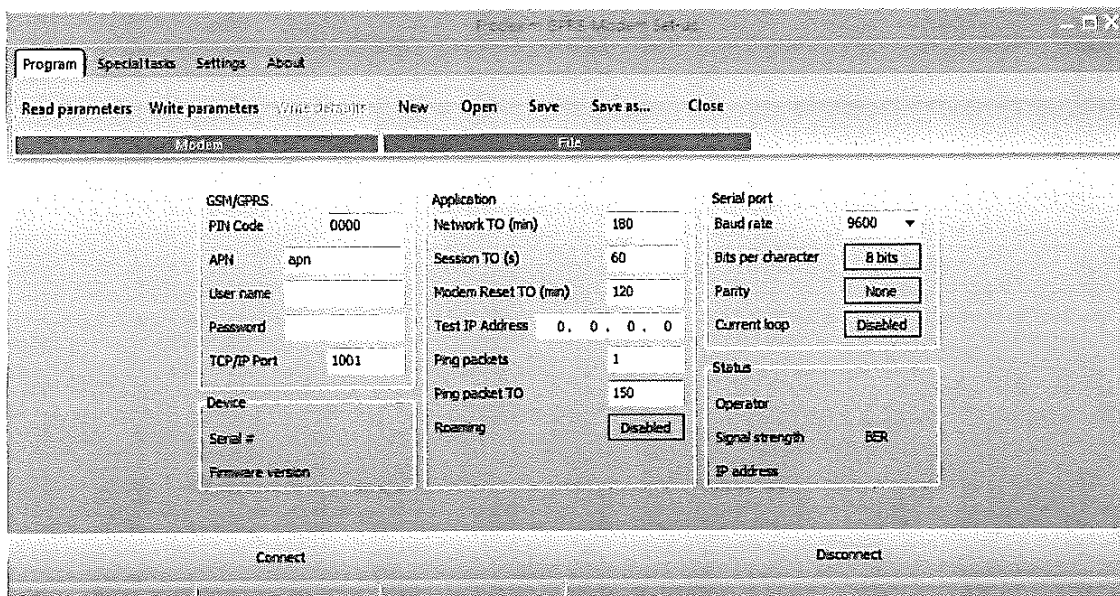 Program Special tasks Settings About
Read parameters Write parameters Write defaults New Open Save Save as... Close
Modem File
GSM/GPRS
PIN Code 0000
APN apn
User name
Password
TCP/IP Port 1001
Device
Serial #
Firmware version
Application
Network TO (min) 180
Session TO (s) 60
Modem Reset TO (min) 120
Test IP Address 0. 0. 0. 0
Ping packets 1
Ping packet TO 150
Roaming Disabled
Serial port
Baud rate 9600
Bits per character 8 bits
Parity None
Current loop Disabled
Status
Operator
Signal strength BER
IP address
Connect Disconnect